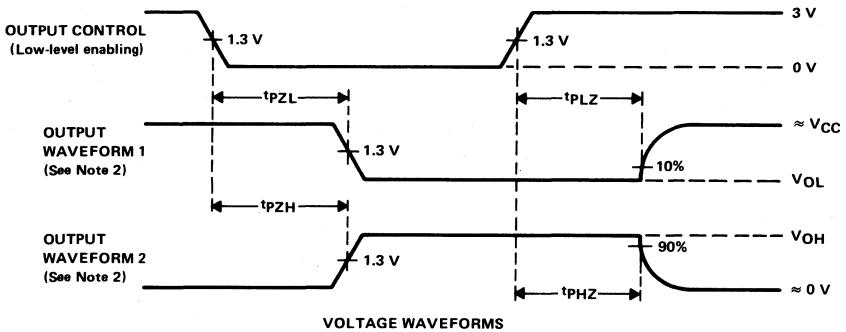 OUTPUT CONTROL
(Low-level enabling)
1.3 V
1.3 V
3 V
0 V
tPZL
tPLZ
OUTPUT
WAVEFORM 1
(See Note 2)
1.3 V
10%
≈ VCC
VOL
tPZH
OUTPUT
WAVEFORM 2
(See Note 2)
1.3 V
90%
VOH
≈ 0 V
tPHZ
VOLTAGE WAVEFORMS